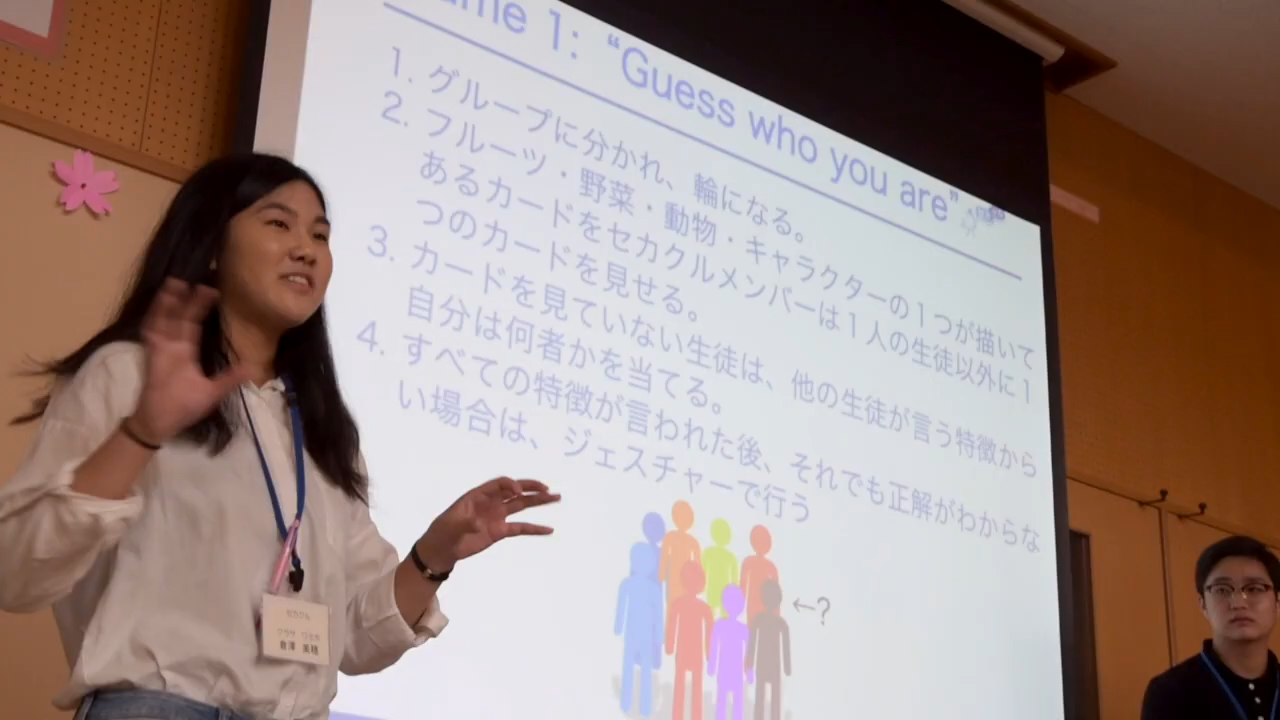 ame 1: “Guess who you are”
1. グループに分かれ、輪になる。
2. フルーツ・野菜・動物・キャラクターの１つが描いて
あるカードをセカクルメンバーは１人の生徒以外に１
つのカードを見せる。
3. カードを見ていない生徒は、他の生徒が言う特徴から
自分は何者かを当てる。
4. すべての特徴が言われた後、それでも正解がわからな
い場合は、ジェスチャーで行う
←?
セカクル